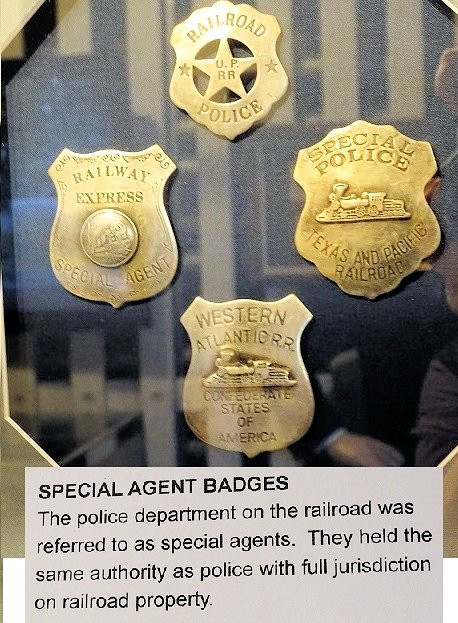 RAILROAD
U.P.
RR
POLICE
RAILWAY
EXPRESS
SPECIAL AGENT
SPECIAL
POLICE
TEXAS AND PACIFIC
RAILROAD
WESTERN
ATLANTIC R.R.
CONFEDERATE
STATES
OF
AMERICA
SPECIAL AGENT BADGES
The police department on the railroad was
referred to as special agents. They held the
same authority as police with full jurisdiction
on railroad property.